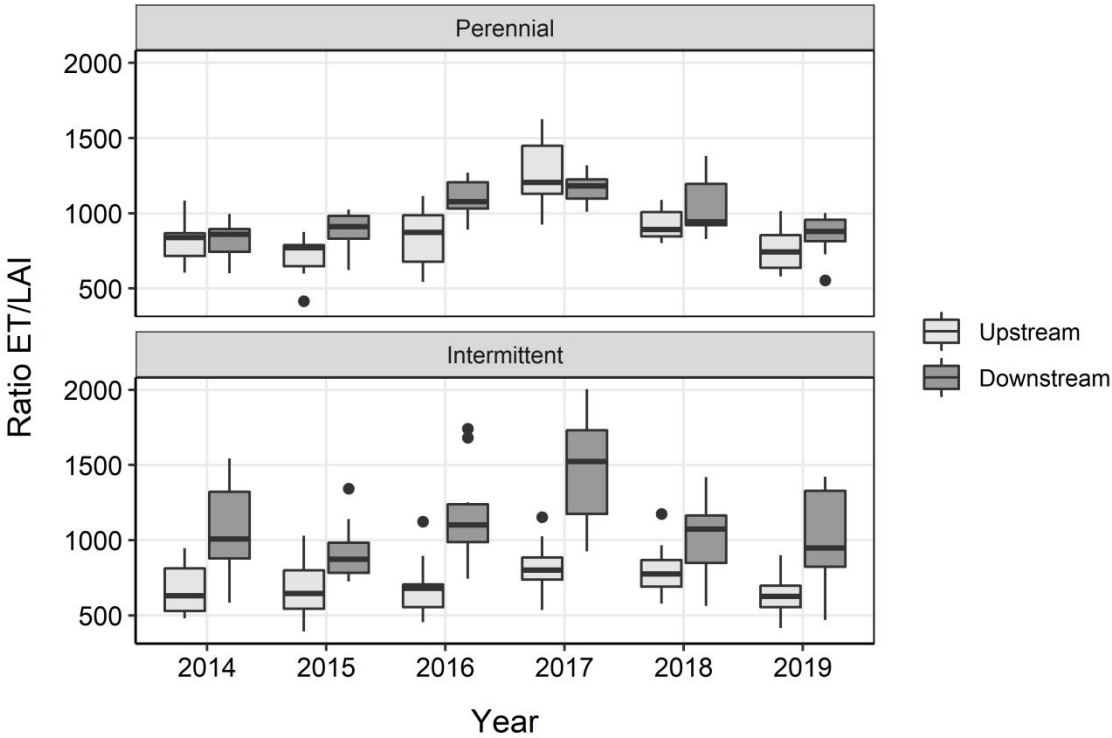 Perennial
2000
1500
1000
500
Intermittent
2000
1500
1000
500
2014 2015 2016 2017 2018 2019
Year
Ratio ET/LAI
Upstream
Downstream